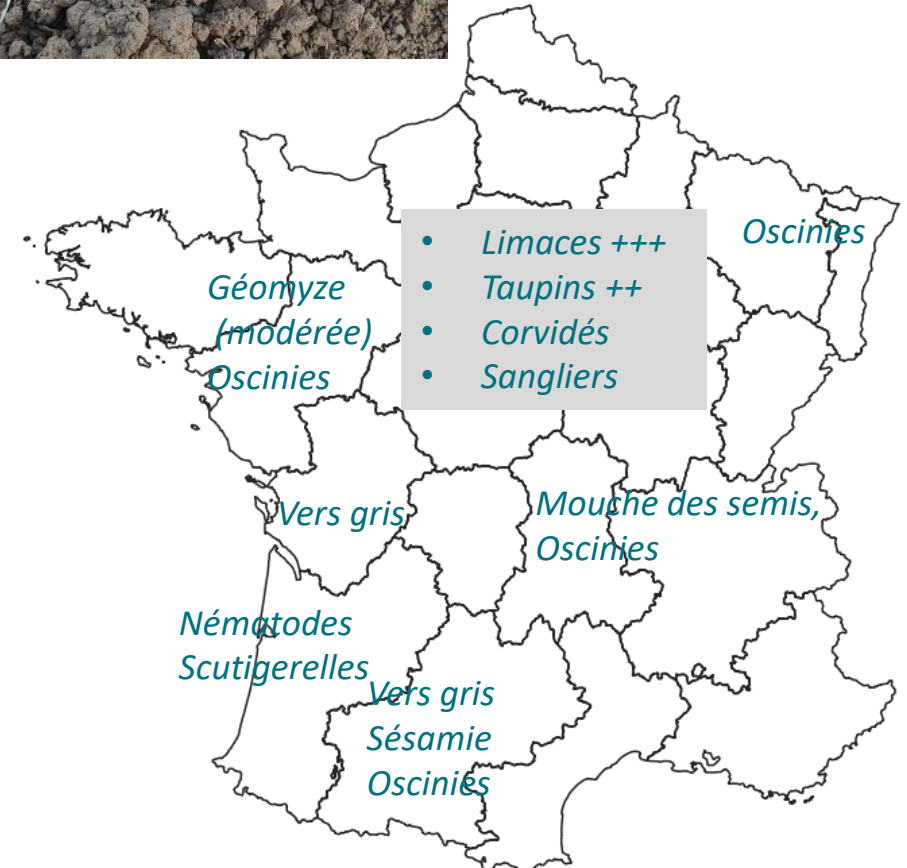 • Limaces +++
• Taupins ++
• Corvidés
• Sangliers
Oscinies
Géomyze
(modérée)
Oscinies
Vers gris
Mouche des semis,
Oscinies
Nématodes
Scutigerelles
Vers gris
Sésamie
Oscinies